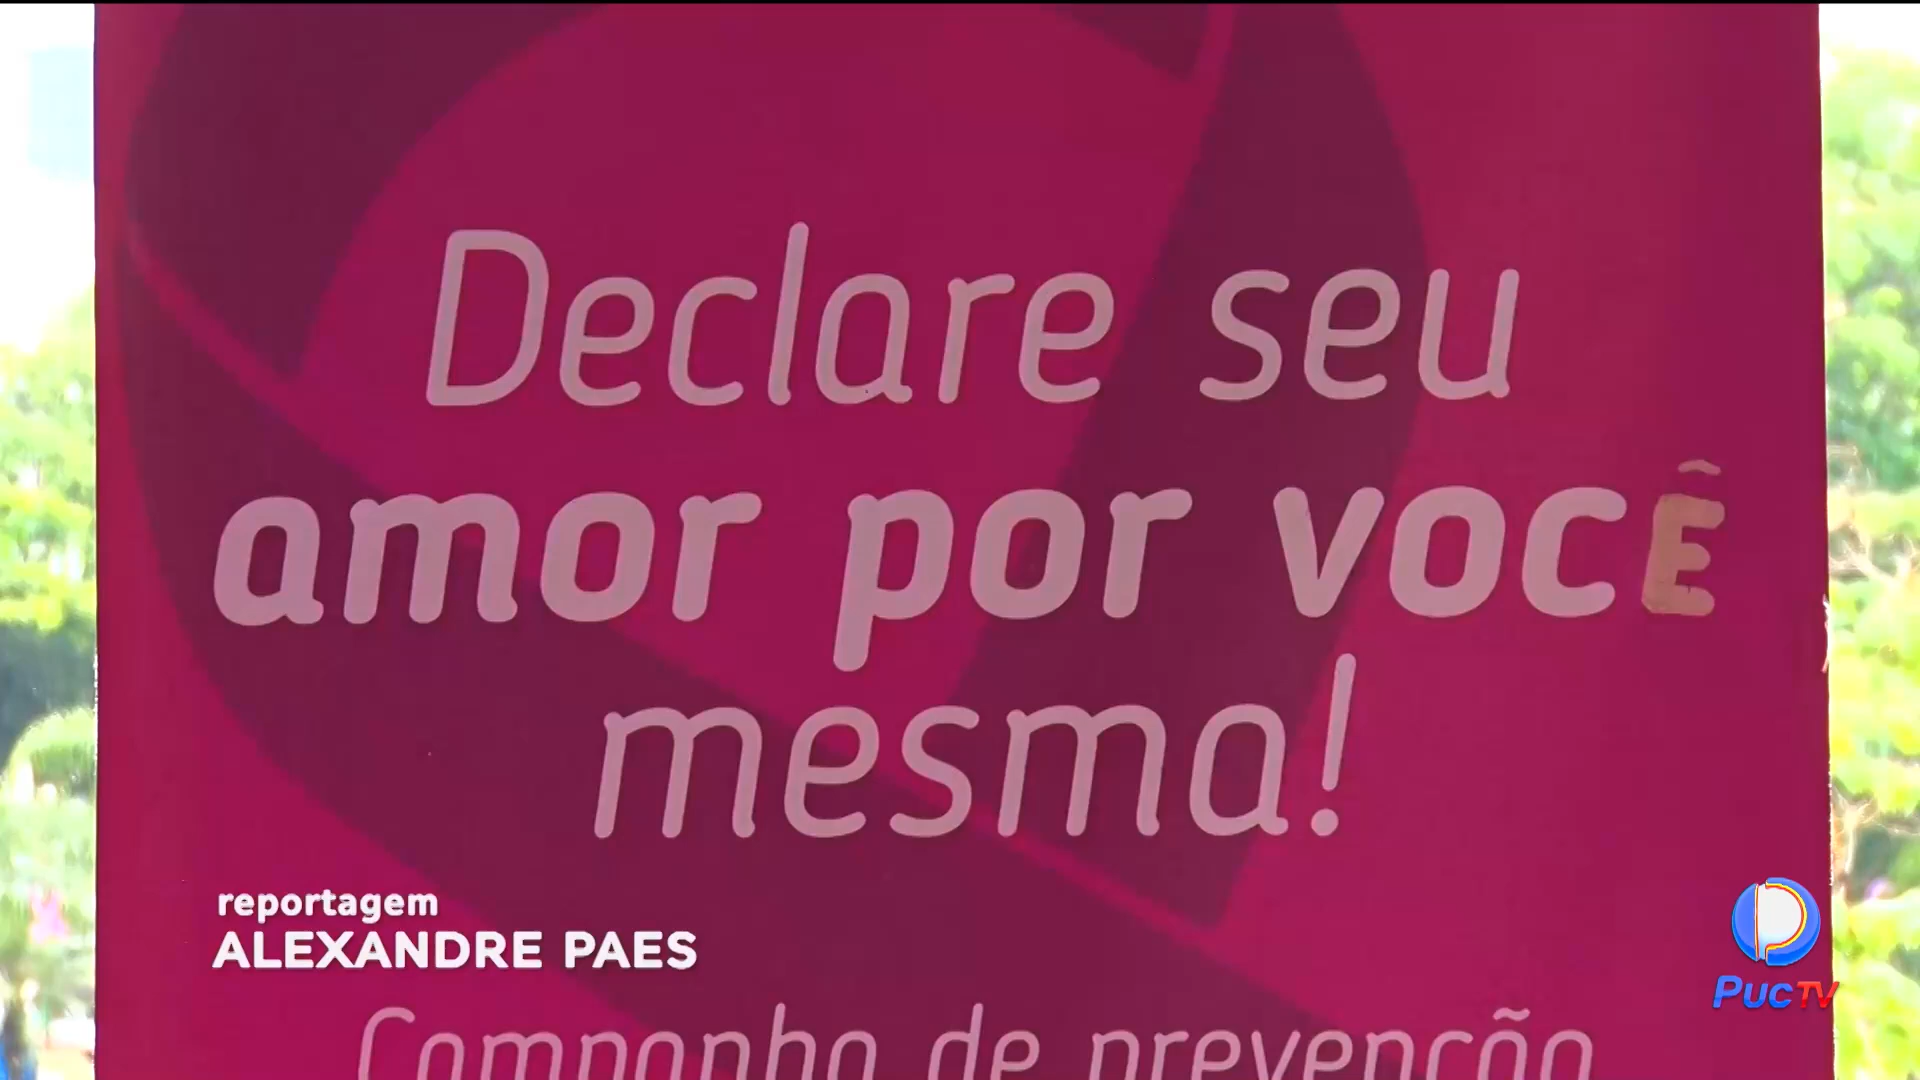 Declare seu
amor por você
mesma!
reportagem
ALEXANDRE PAES
PUCTV
Campanha de prevenção